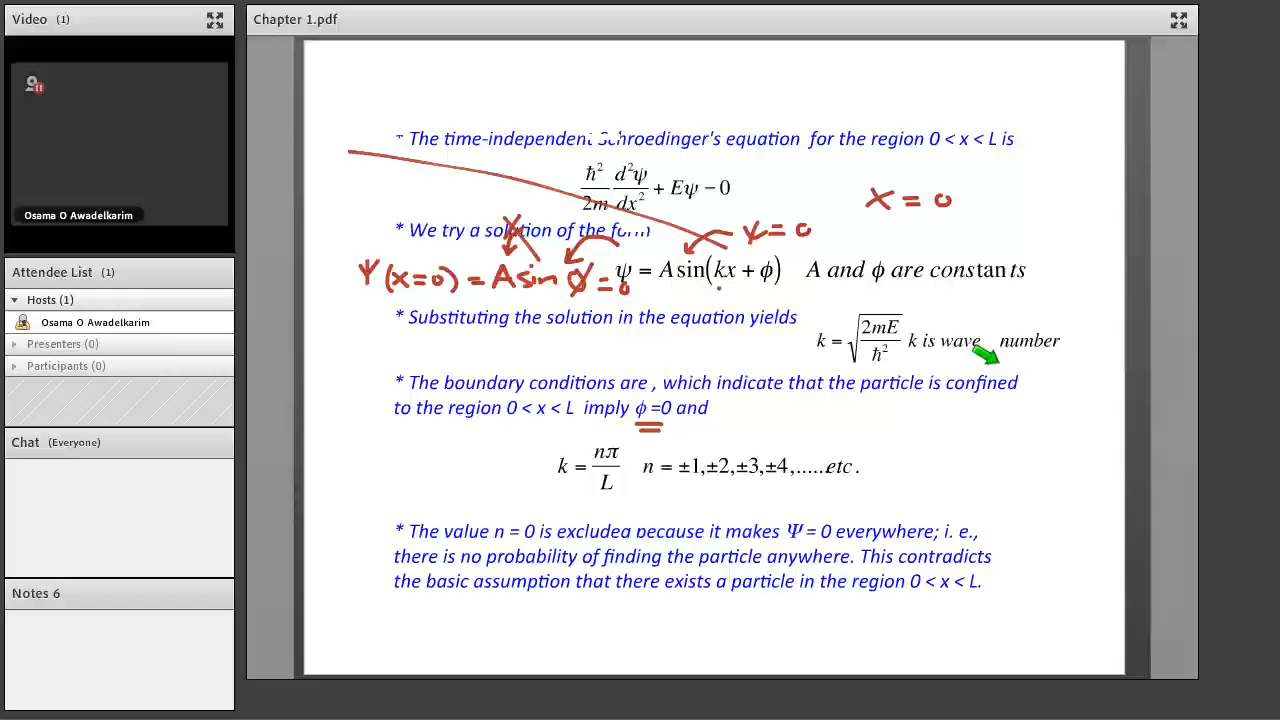 Video (1)
Osama O Awadelkarim
Attendee List (1)
Hosts (1)
Osama O Awadelkarim
Presenters (0)
Participants (0)
Chat (Everyone)
Notes 6
Chapter 1.pdf
* The time-independent Schroedinger's equation for the region 0 < x < L is
ħ²/2m d²ψ/dx² + Eψ – 0
x = 0
* We try a solution of the form
ψ = 0
Ψ(x=0) = A sin ϕ = 0
ψ = A sin(kx + ϕ) A and ϕ are constants
* Substituting the solution in the equation yields
k = √(2mE/ħ²) k is wave number
* The boundary conditions are , which indicate that the particle is confined
to the region 0 < x < L imply ϕ =0 and
k = nπ/L n = ±1,±2,±3,±4,.....etc.
* The value n = 0 is excluded because it makes Ψ = 0 everywhere; i. e.,
there is no probability of finding the particle anywhere. This contradicts
the basic assumption that there exists a particle in the region 0 < x < L.